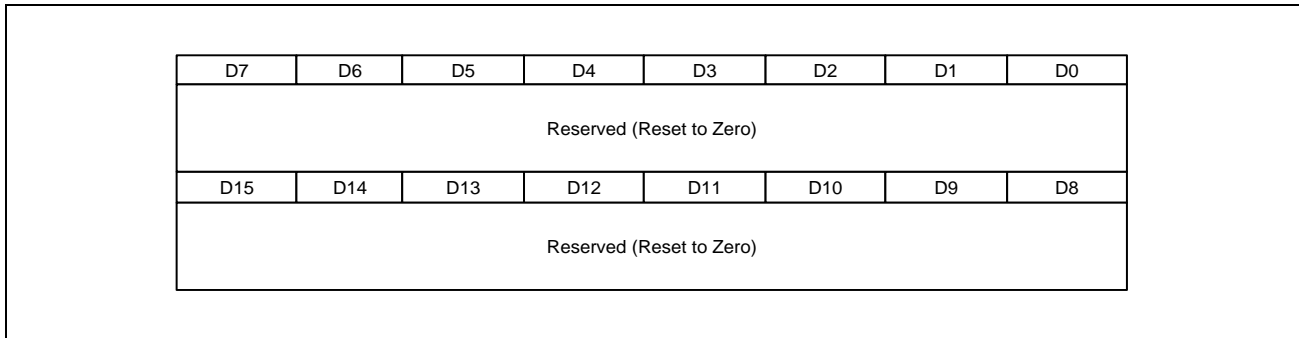 D7 D6 D5 D4 D3 D2 D1 D0
Reserved (Reset to Zero)
D15 D14 D13 D12 D11 D10 D9 D8
Reserved (Reset to Zero)